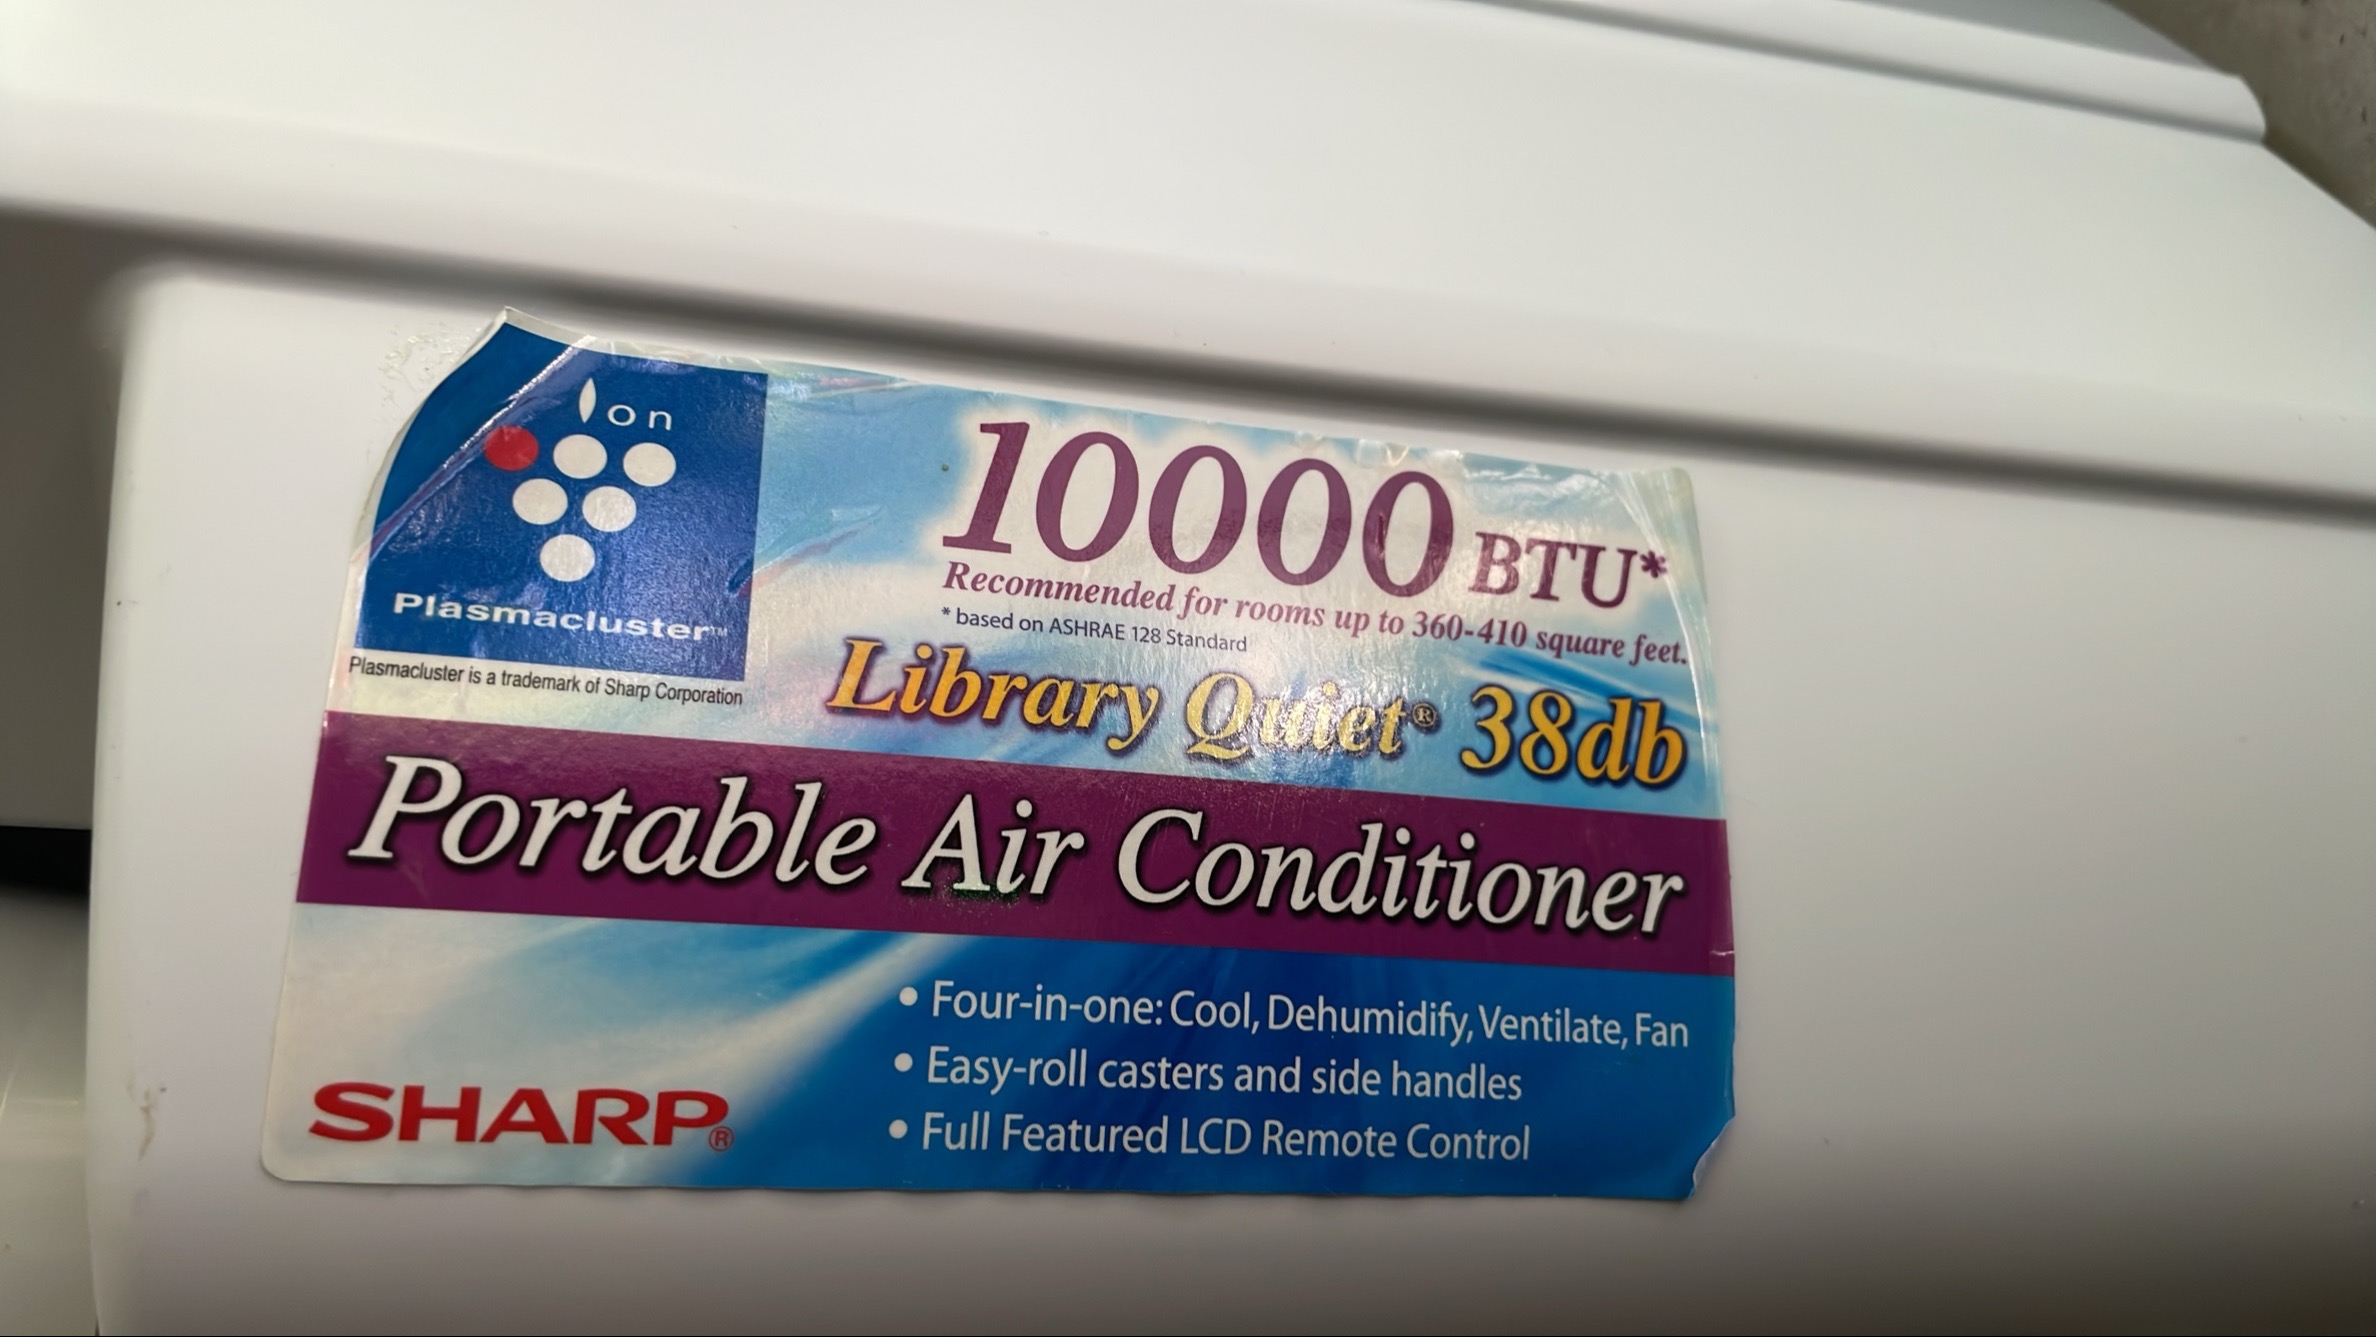 Ion
Plasmacluster™
Plasmacluster is a trademark of Sharp Corporation
10000 BTU*
Recommended for rooms up to 360-410 square feet.
* based on ASHRAE 128 Standard
Library Quiet® 38db
Portable Air Conditioner
• Four-in-one: Cool, Dehumidify, Ventilate, Fan
• Easy-roll casters and side handles
• Full Featured LCD Remote Control
SHARP®